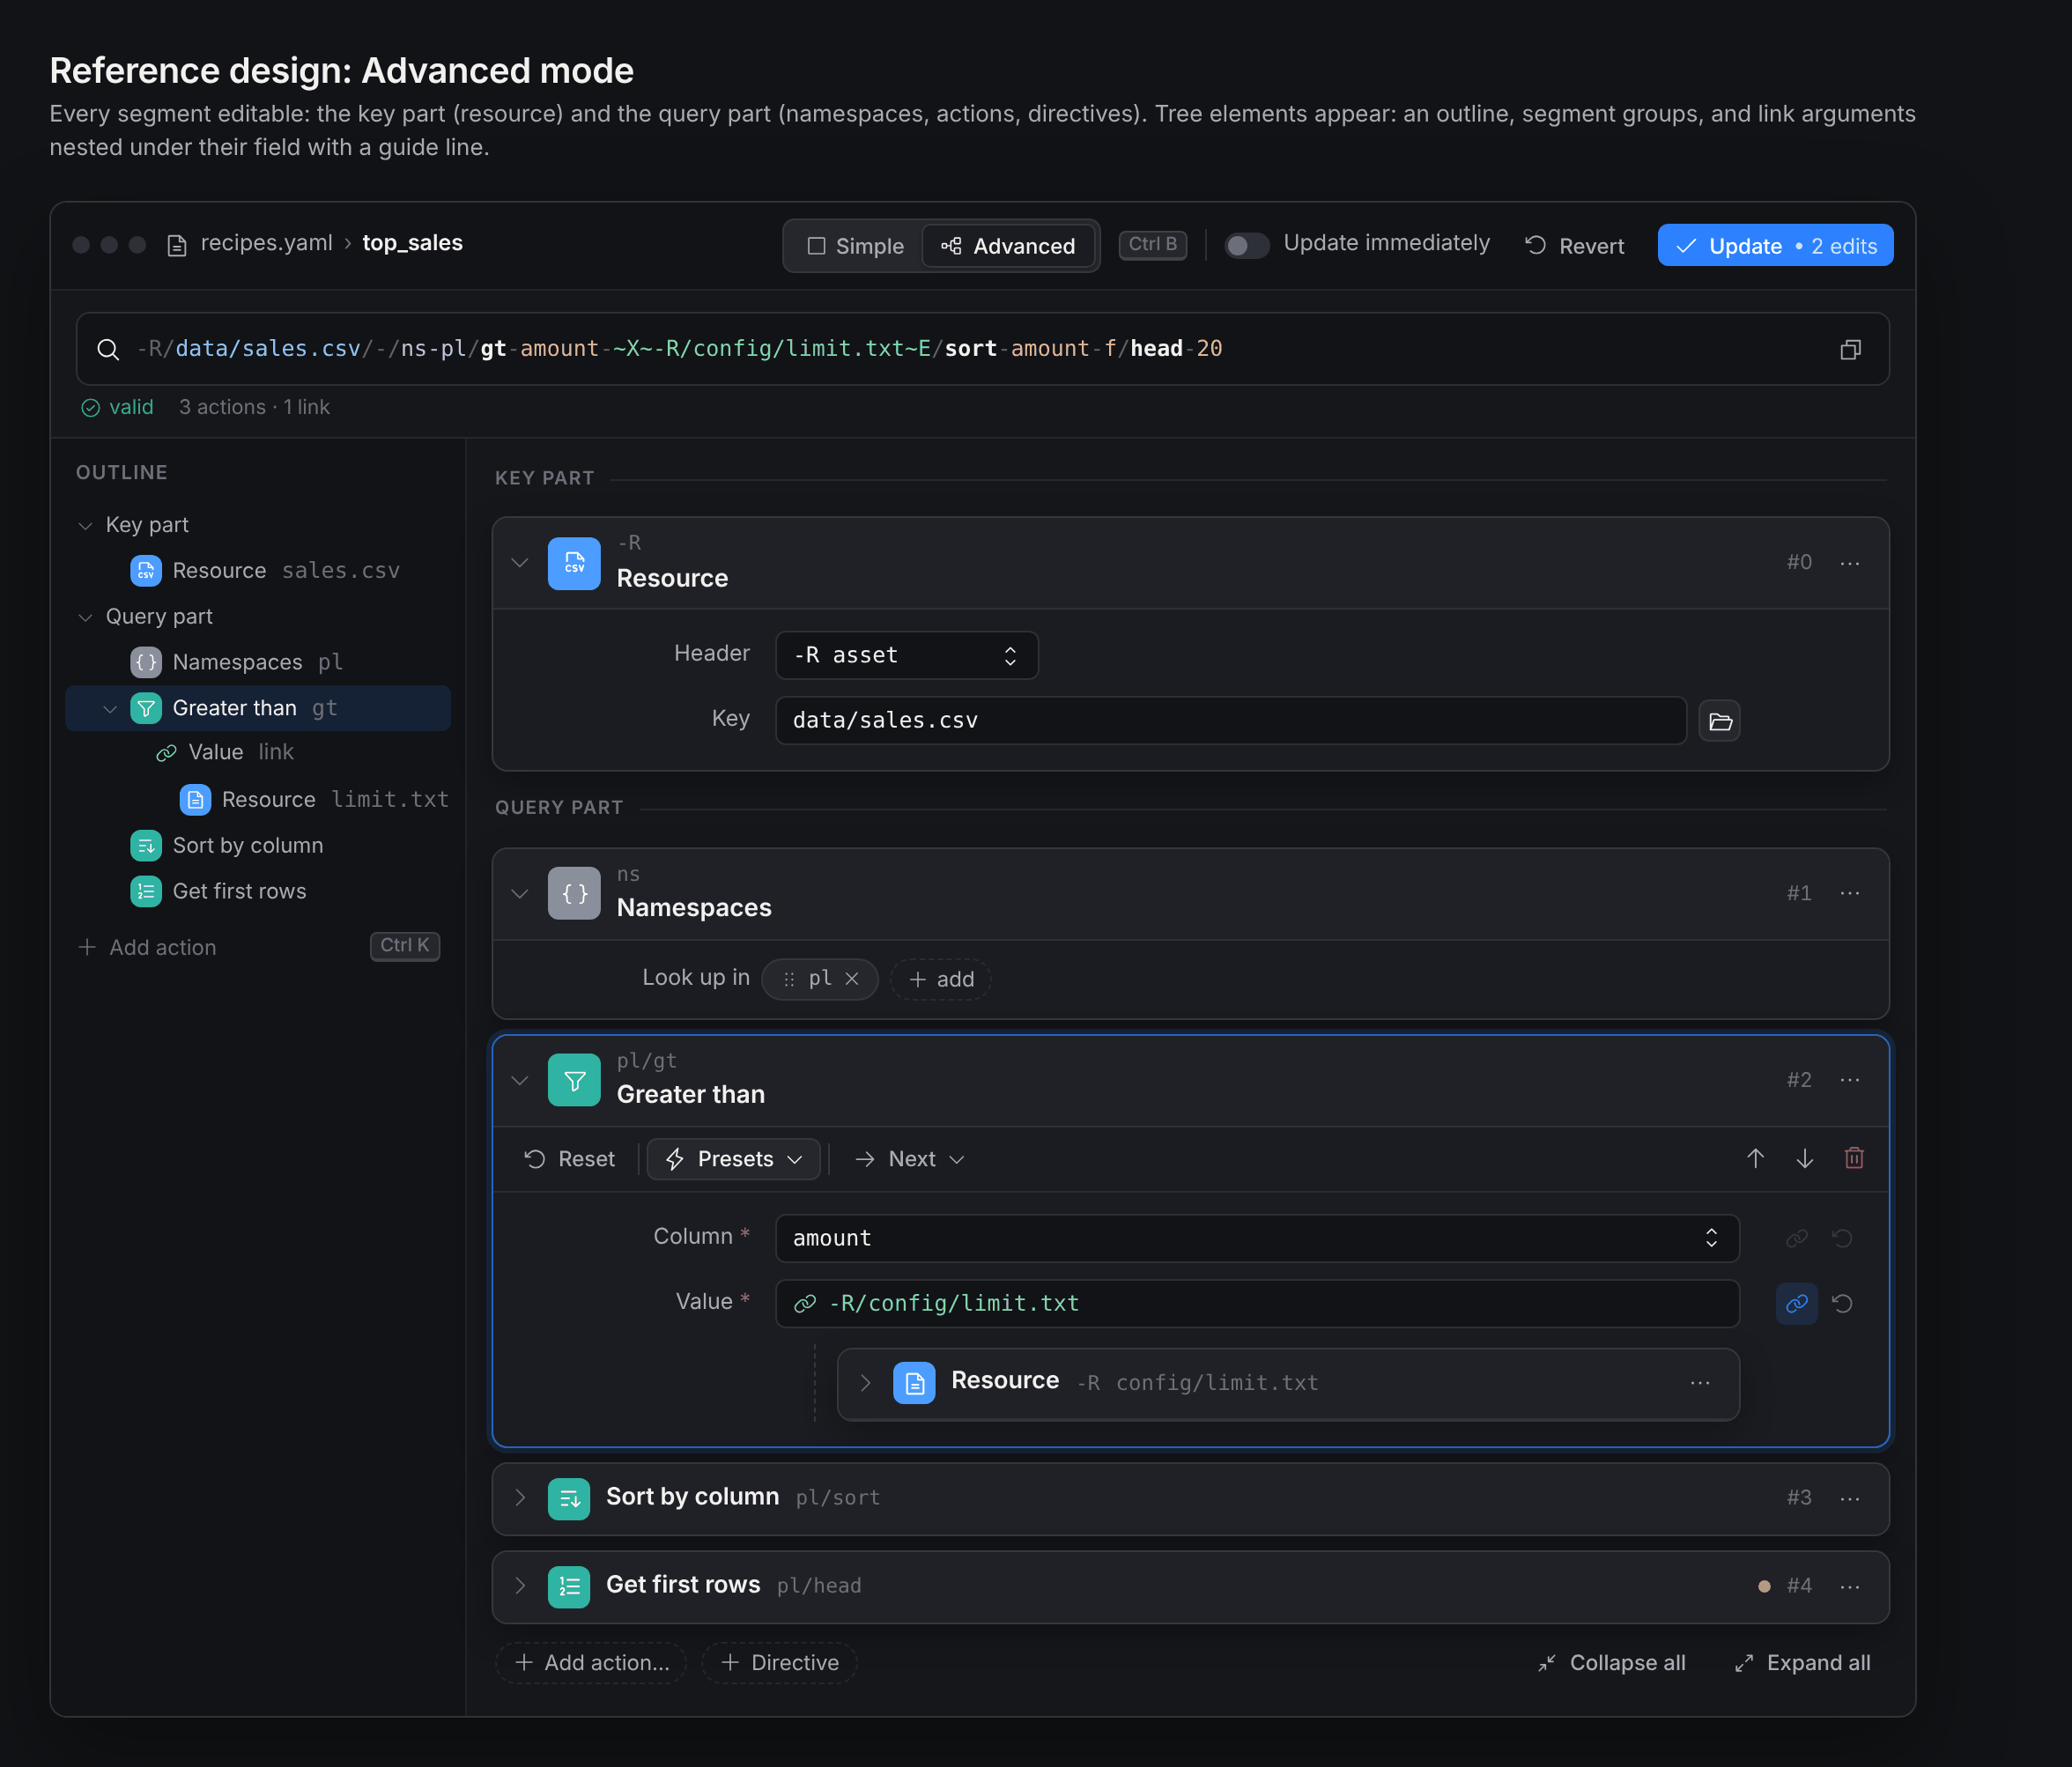 Reference design: Advanced mode
Every segment editable: the key part (resource) and the query part (namespaces, actions, directives). Tree elements appear: an outline, segment groups, and link arguments
nested under their field with a guide line.
recipes.yaml › top_sales
Simple
Advanced
Ctrl B
Update immediately
Revert
Update • 2 edits
-R/data/sales.csv/-/ns-pl/gt-amount-~X~-R/config/limit.txt~E/sort-amount-f/head-20
valid 3 actions · 1 link
OUTLINE
Key part
CSV Resource sales.csv
Query part
{ } Namespaces pl
Greater than gt
Value link
Resource limit.txt
Sort by column
Get first rows
+ Add action Ctrl K
KEY PART
-R
CSV
Resource
#0 ...
Header -R asset
Key data/sales.csv
QUERY PART
ns
{ } Namespaces
#1 ...
Look up in pl × + add
pl/gt
Greater than
#2 ...
Reset
Presets
Next
Column * amount
Value * -R/config/limit.txt
Resource -R config/limit.txt ...
Sort by column pl/sort #3 ...
Get first rows pl/head #4 ...
+ Add action...
+ Directive
Collapse all
Expand all